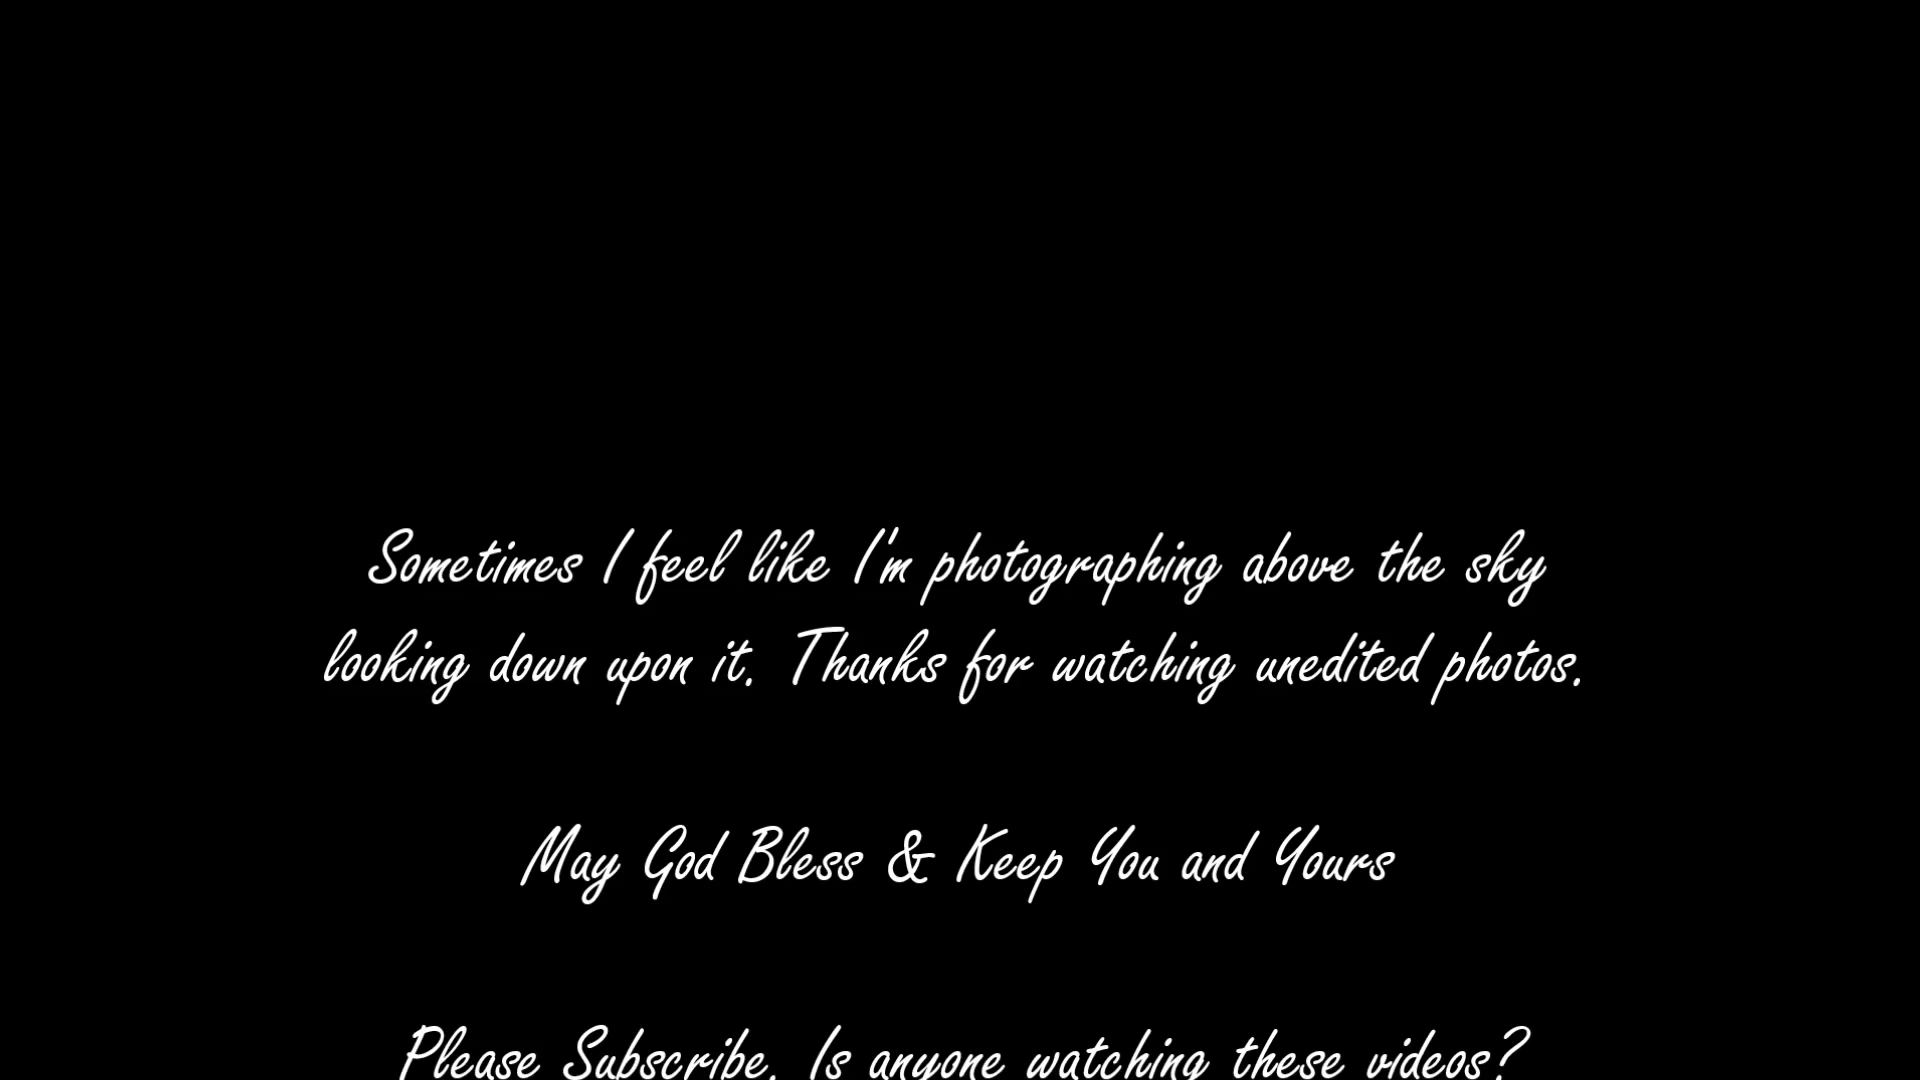 Sometimes I feel like I'm photographing above the sky
looking down upon it. Thanks for watching unedited photos.
May God Bless & Keep You and Yours
Please Subscribe. Is anyone watching these videos?